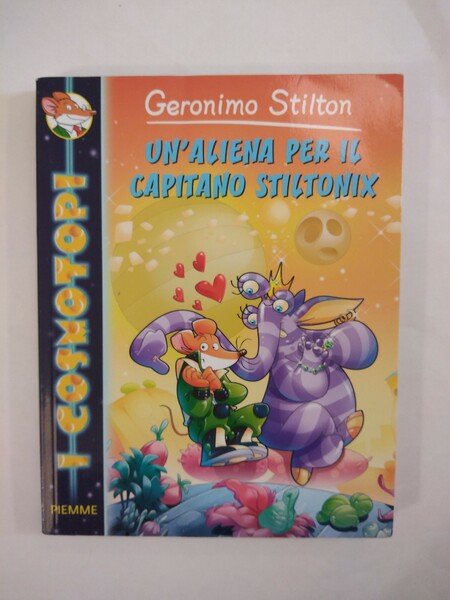 Geronimo Stilton
UN'ALIENA PER IL
CAPITANO STILTONIX
I COSMOTOPI
PIEMME